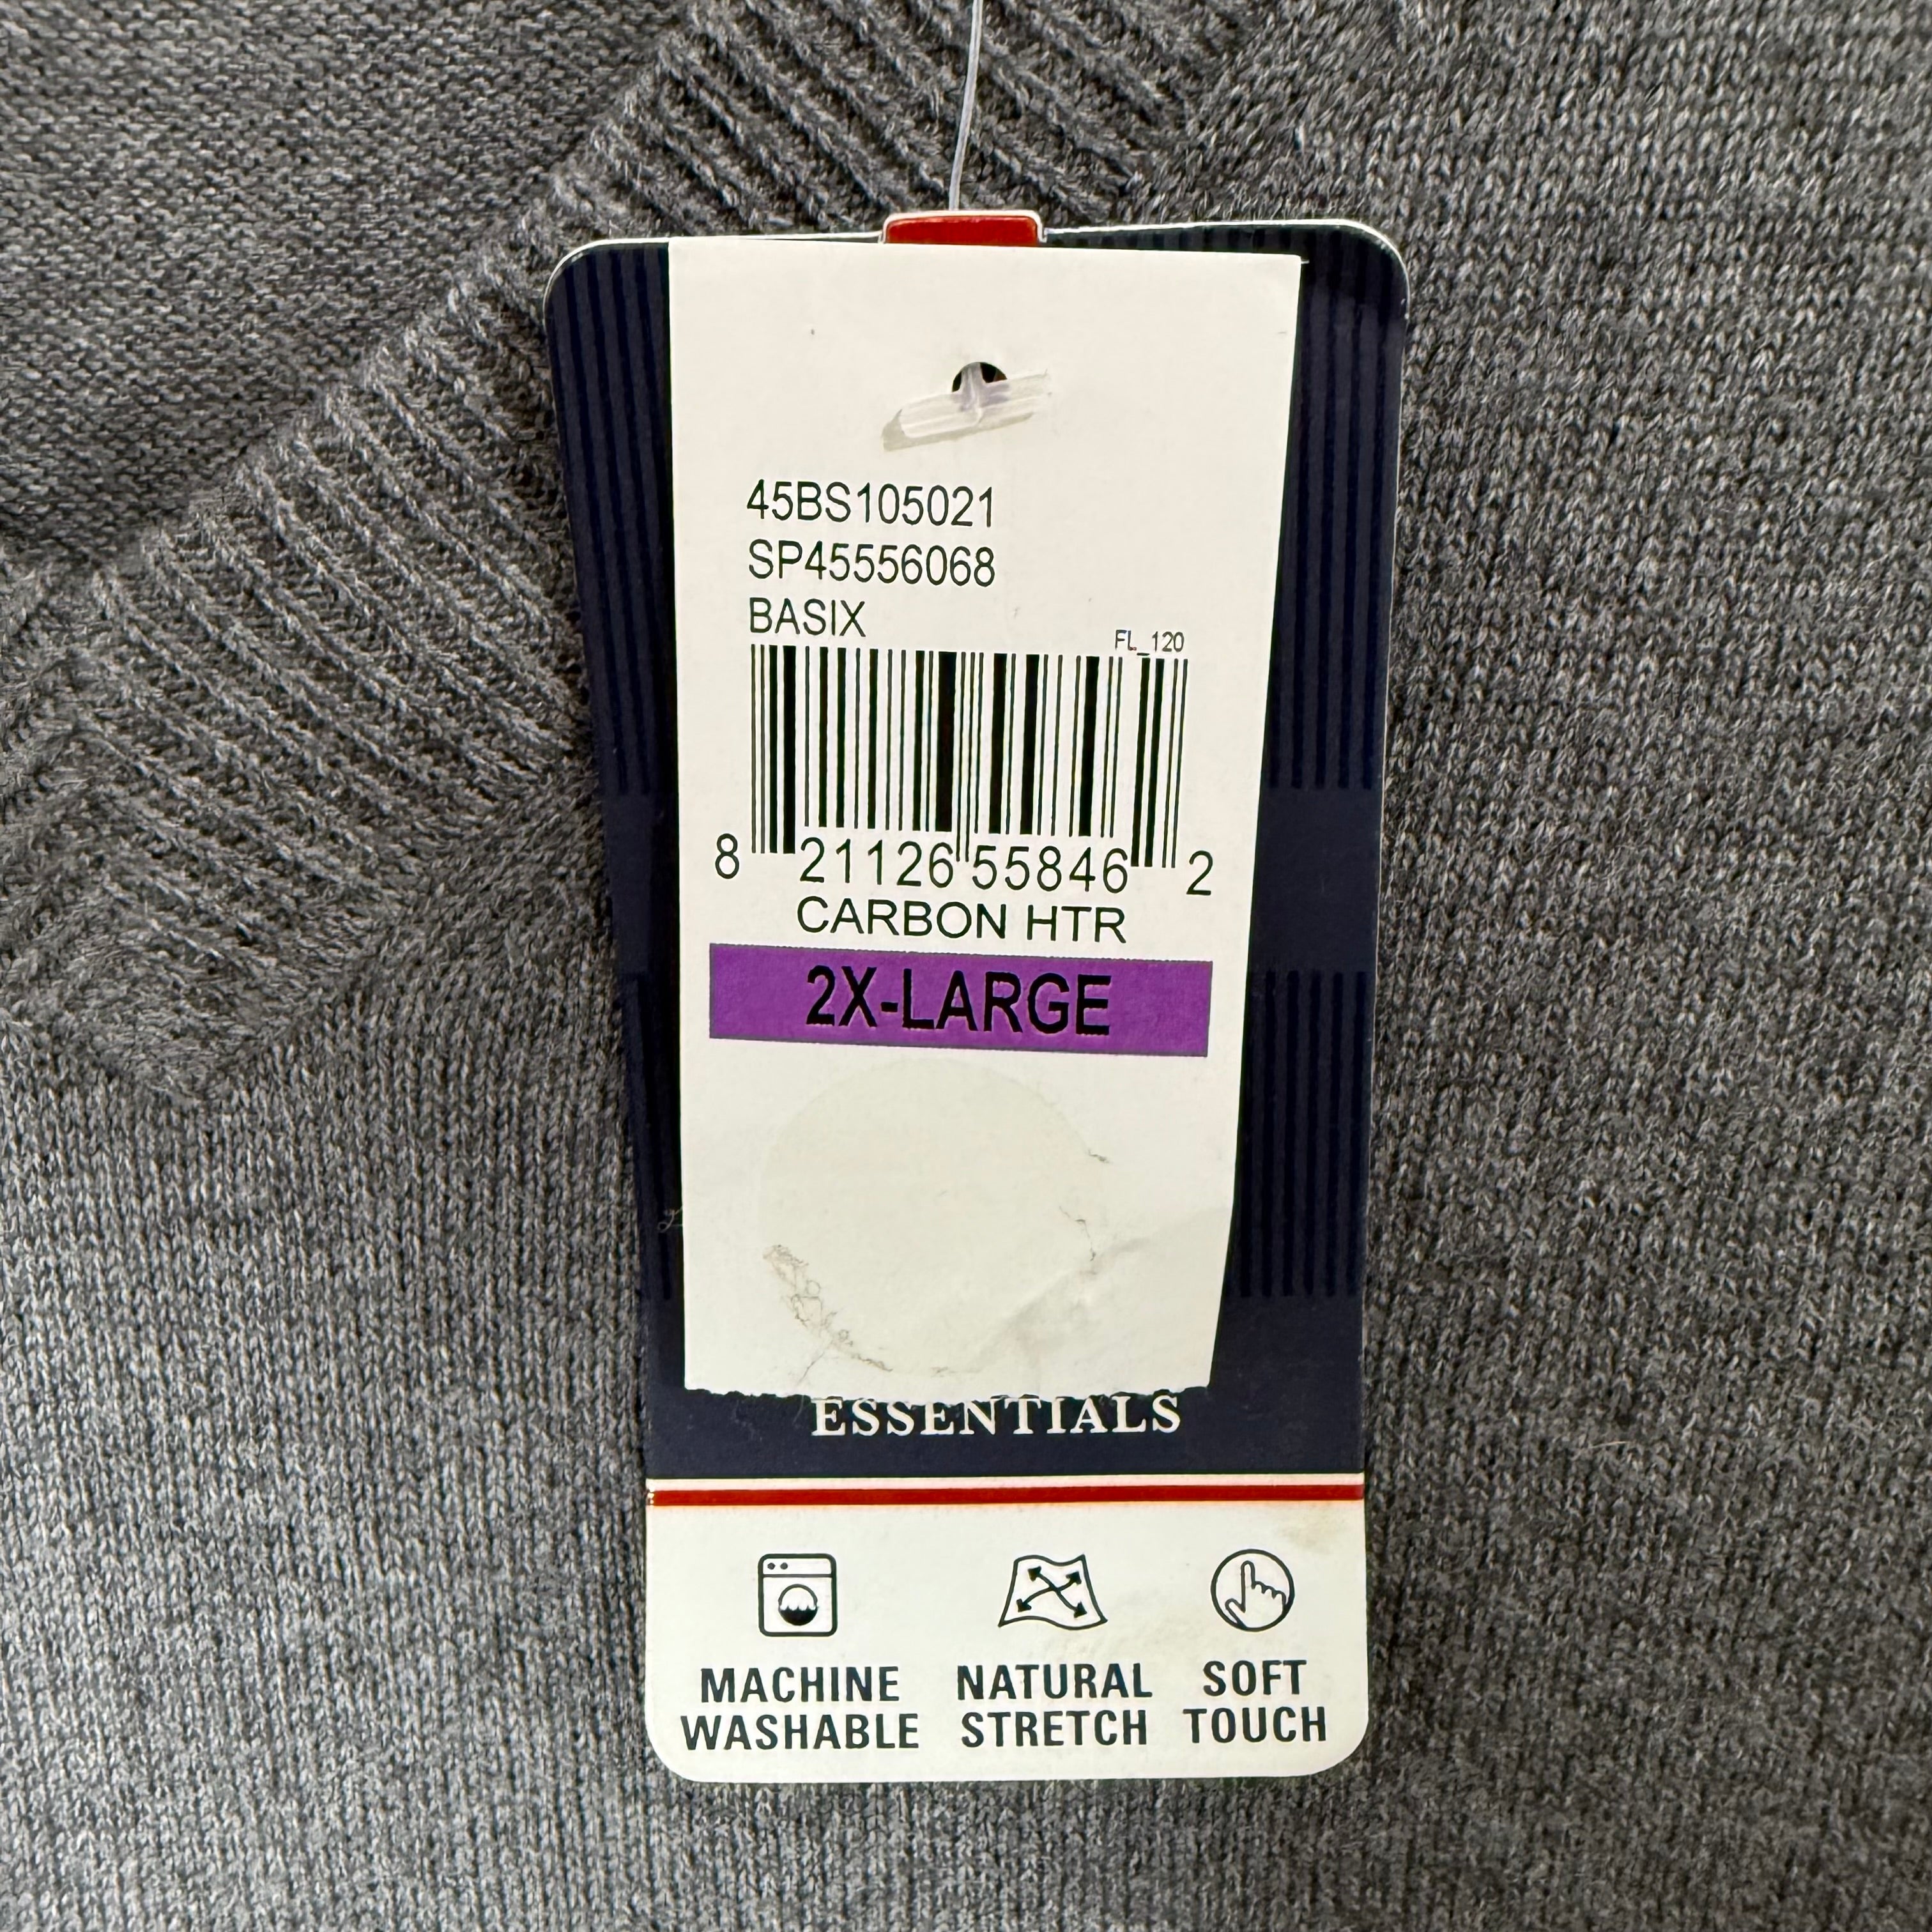 45BS105021
SP45556068
BASIX
FL_120
8 21126 55846 2
CARBON HTR
2X-LARGE
ESSENTIALS
MACHINE WASHABLE
NATURAL STRETCH
SOFT TOUCH